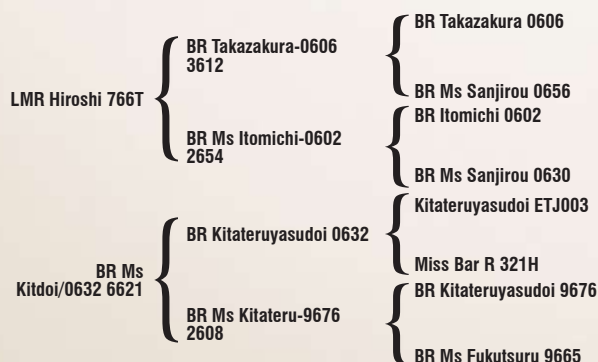 LMR Hiroshi 766T
BR Takazakura-0606
3612
BR Takazakura 0606
BR Ms Sanjirou 0656
BR Ms Itomichi-0602
2654
BR Itomichi 0602
BR Ms Sanjirou 0630
BR Ms
Kitdoi/0632 6621
BR Kitateruyasudoi 0632
Kitateruyasudoi ETJ003
Miss Bar R 321H
BR Ms Kitateru-9676
2608
BR Kitateruyasudoi 9676
BR Ms Fukutsuru 9665